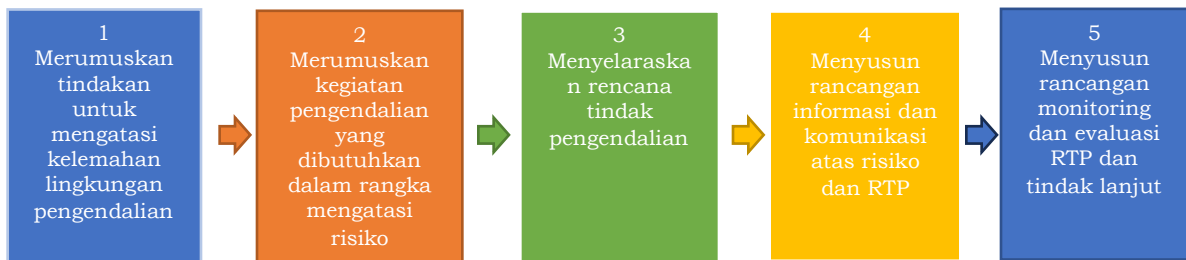 1
Merumuskan
tindakan
untuk
mengatasi
kelemahan
lingkungan
pengendalian
2
Merumuskan
kegiatan
pengendalian
yang
dibutuhkan
dalam rangka
mengatasi
risiko
3
Menyelaraska
n rencana
tindak
pengendalian
4
Menyusun
rancangan
informasi dan
komunikasi
atas risiko
dan RTP
5
Menyusun
rancangan
monitoring
dan evaluasi
RTP dan
tindak lanjut